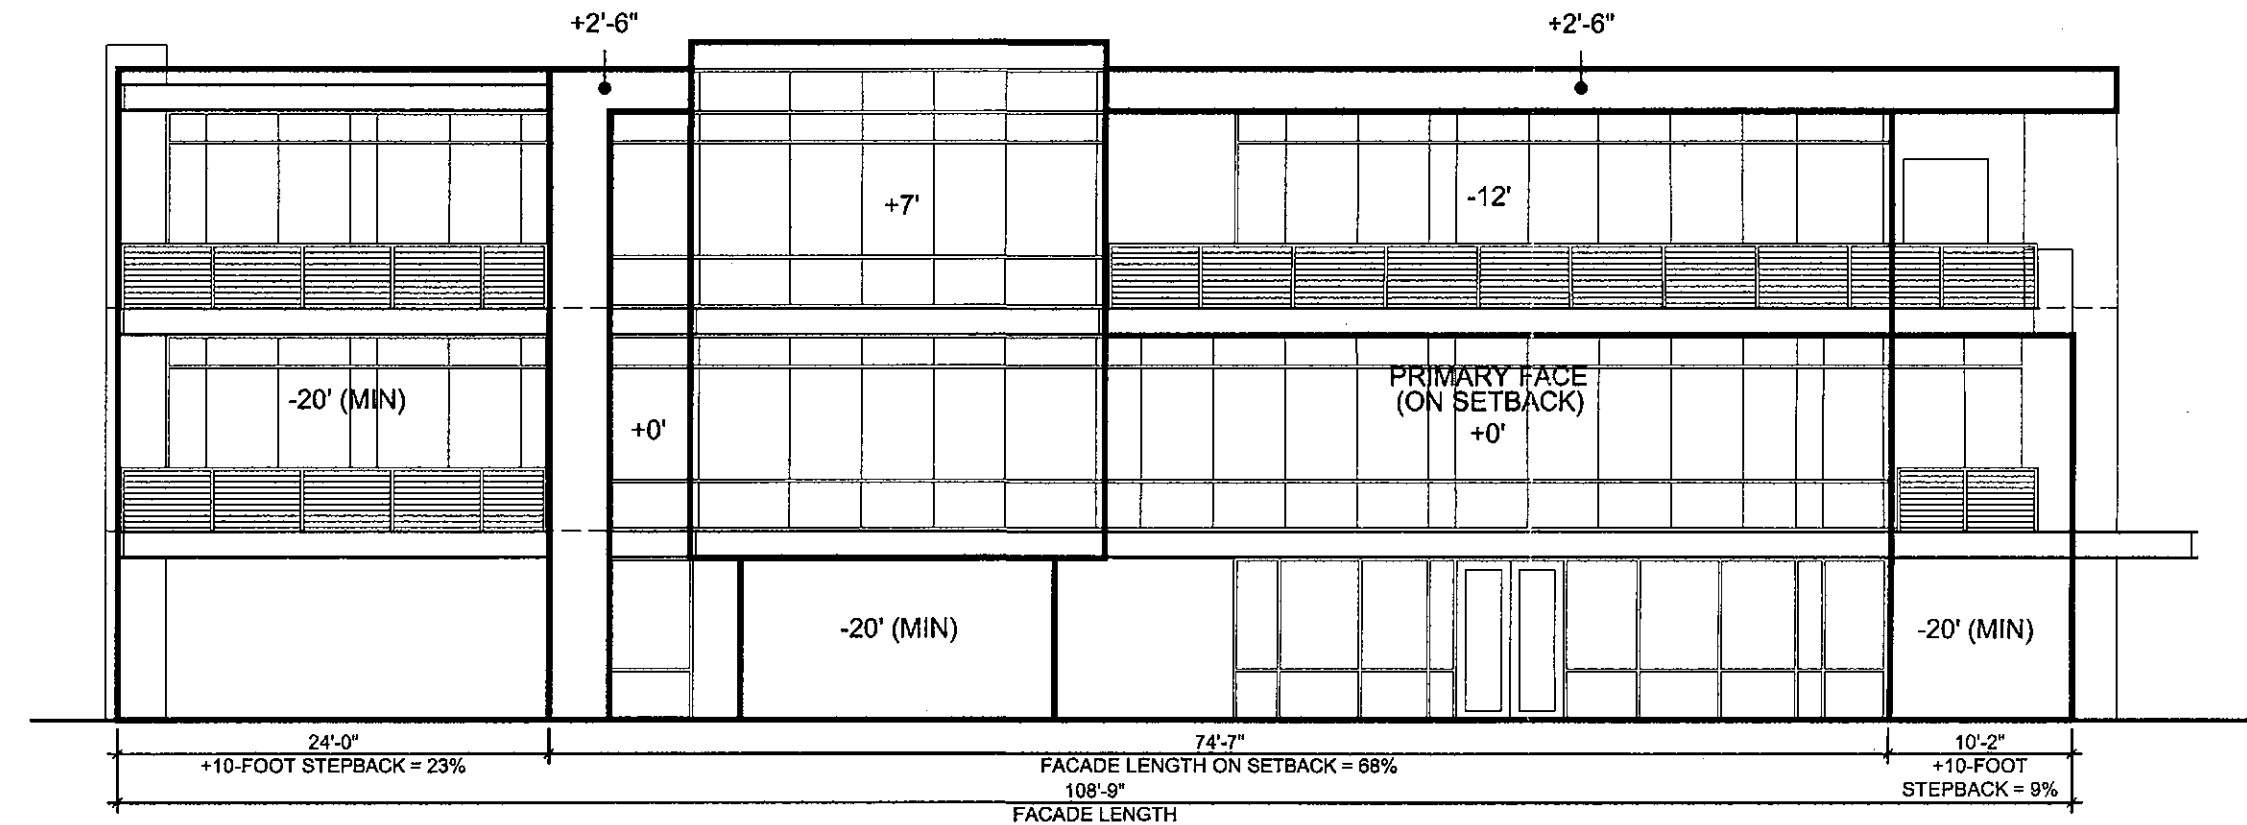 +2'-6"
+2'-6"
+7'
-12'
-20' (MIN)
+0'
PRIMARY FACE
(ON SETBACK)
+0'
-20' (MIN)
-20' (MIN)
24'-0"
+10-FOOT STEPBACK = 23%
74'-7"
FACADE LENGTH ON SETBACK = 68%
10'-2"
+10-FOOT
STEPBACK = 9%
108'-9"
FACADE LENGTH